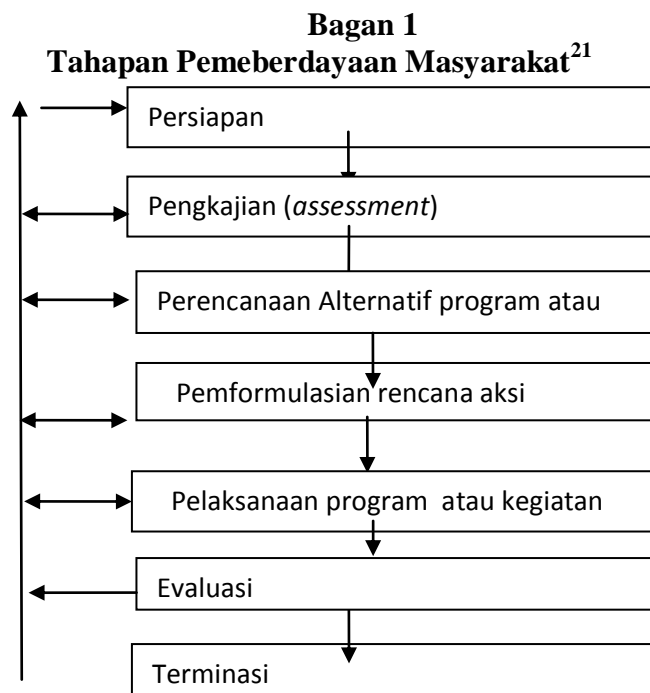 Bagan 1
Tahapan Pemeberdayaan Masyarakat21
Persiapan
Pengkajian (assessment)
Perencanaan Alternatif program atau
Pemformulasian rencana aksi
Pelaksanaan program atau kegiatan
Evaluasi
Terminasi